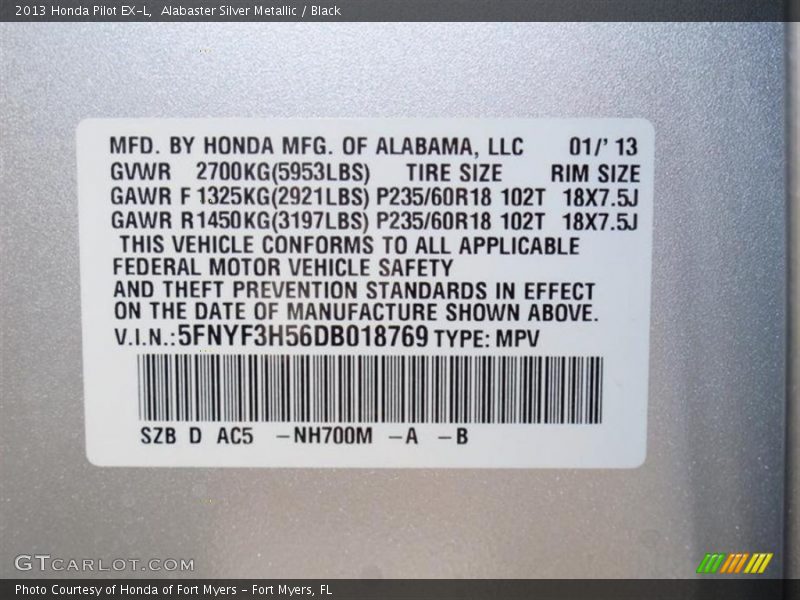 2013 Honda Pilot EX-L, Alabaster Silver Metallic / Black
MFD. BY HONDA MFG. OF ALABAMA, LLC 01/' 13
GVWR 2700KG(5953LBS) TIRE SIZE RIM SIZE
GAWR F 1325KG(2921LBS) P235/60R18 102T 18X7.5J
GAWR R1450KG(3197LBS) P235/60R18 102T 18X7.5J
THIS VEHICLE CONFORMS TO ALL APPLICABLE
FEDERAL MOTOR VEHICLE SAFETY
AND THEFT PREVENTION STANDARDS IN EFFECT
ON THE DATE OF MANUFACTURE SHOWN ABOVE.
V.I.N.:5FNYF3H56DB018769 TYPE: MPV
SZB D AC5 -NH700M -A -B
GTCARLOT.COM
Photo Courtesy of Honda of Fort Myers - Fort Myers, FL